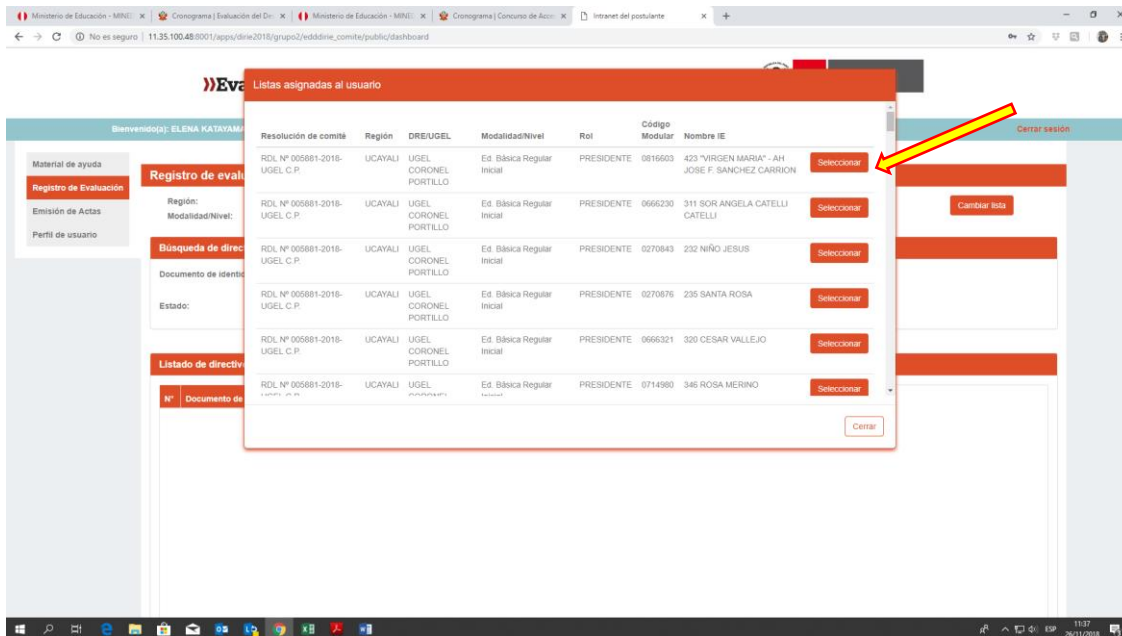 Ministerio de Educación - MINE
Cronograma | Evaluación del De
Ministerio de Educación - MINE
Cronograma | Concurso de Acce
Intranet del postulante
No es seguro | 11.35.100.48:8001/apps/dirie2018/grupo2/edddirie_comite/public/dashboard
»Eva
Listas asignadas al usuario
Bienvenido(a): ELENA KATAYAMA
Cerrar sesión
Material de ayuda
Registro de Evaluación
Emisión de Actas
Perfil de usuario
Registro de evalu
Región:
Modalidad/Nivel:
Cambiar lista
Búsqueda de direc
Documento de identid
Estado:
Listado de directivo
N° Documento de
Resolución de comité Región DRE/UGEL Modalidad/Nivel Rol Código Modular Nombre IE
RDL Nº 005881-2018- UCAYALI UGEL Ed. Básica Regular PRESIDENTE 0816603 423 "VIRGEN MARIA" - AH Seleccionar
UGEL C.P. CORONEL Inicial JOSE F. SANCHEZ CARRION
PORTILLO
RDL Nº 005881-2018- UCAYALI UGEL Ed. Básica Regular PRESIDENTE 0666230 311 SOR ANGELA CATELLI Seleccionar
UGEL C.P. CORONEL Inicial CATELLI
PORTILLO
RDL Nº 005881-2018- UCAYALI UGEL Ed. Básica Regular PRESIDENTE 0270843 232 NIÑO JESUS Seleccionar
UGEL C.P. CORONEL Inicial
PORTILLO
RDL Nº 005881-2018- UCAYALI UGEL Ed. Básica Regular PRESIDENTE 0270876 235 SANTA ROSA Seleccionar
UGEL C.P. CORONEL Inicial
PORTILLO
RDL Nº 005881-2018- UCAYALI UGEL Ed. Básica Regular PRESIDENTE 0666321 320 CESAR VALLEJO Seleccionar
UGEL C.P. CORONEL Inicial
PORTILLO
RDL Nº 005881-2018- UCAYALI UGEL Ed. Básica Regular PRESIDENTE 0714980 346 ROSA MERINO Seleccionar
Cerrar
ESP
11:37
26/11/2018